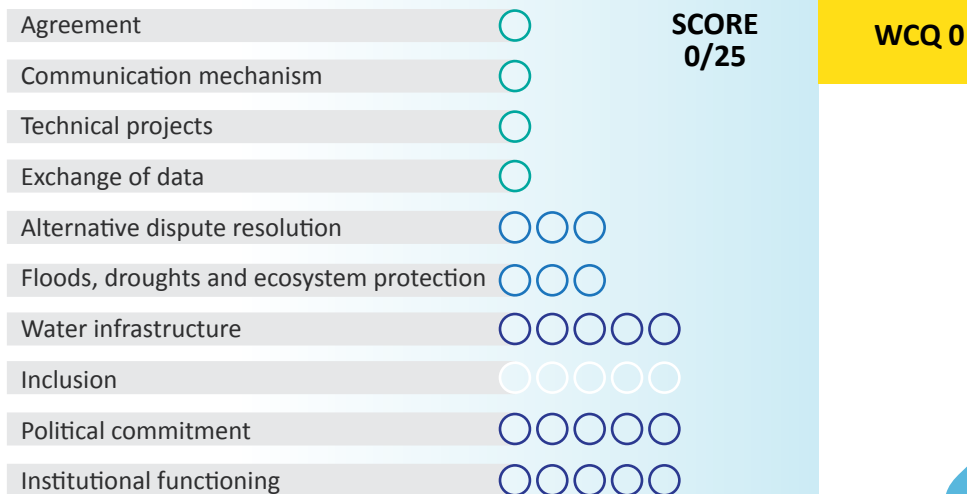 Agreement
SCORE
0/25
WCQ 0
Communication mechanism
Technical projects
Exchange of data
Alternative dispute resolution
Floods, droughts and ecosystem protection
Water infrastructure
Inclusion
Political commitment
Institutional functioning